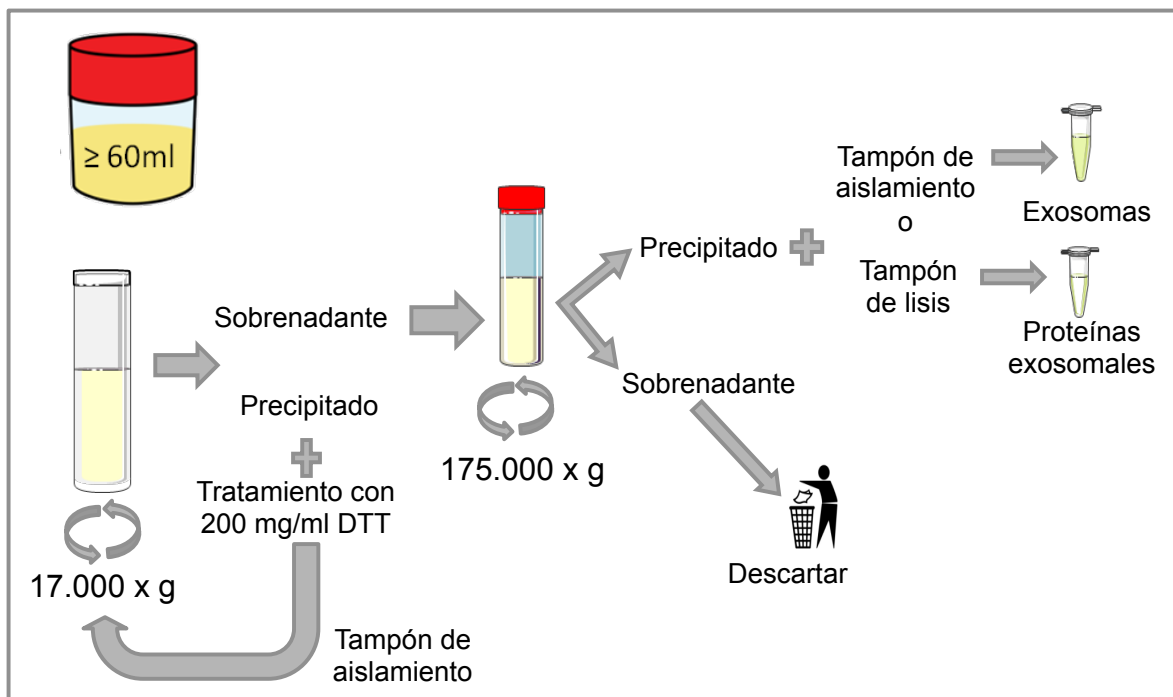 ≥ 60ml
Sobrenadante
Precipitado
Tratamiento con
200 mg/ml DTT
17.000 x g
Tampón de
aislamiento
175.000 x g
Precipitado
Sobrenadante
Descartar
Tampón de
aislamiento
o
Tampón
de lisis
Exosomas
Proteínas
exosomales